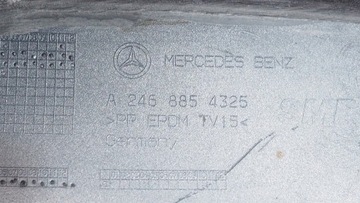 MERCEDES BENZ
A 246 885 4325
>PP EPDM TV15<
Germany